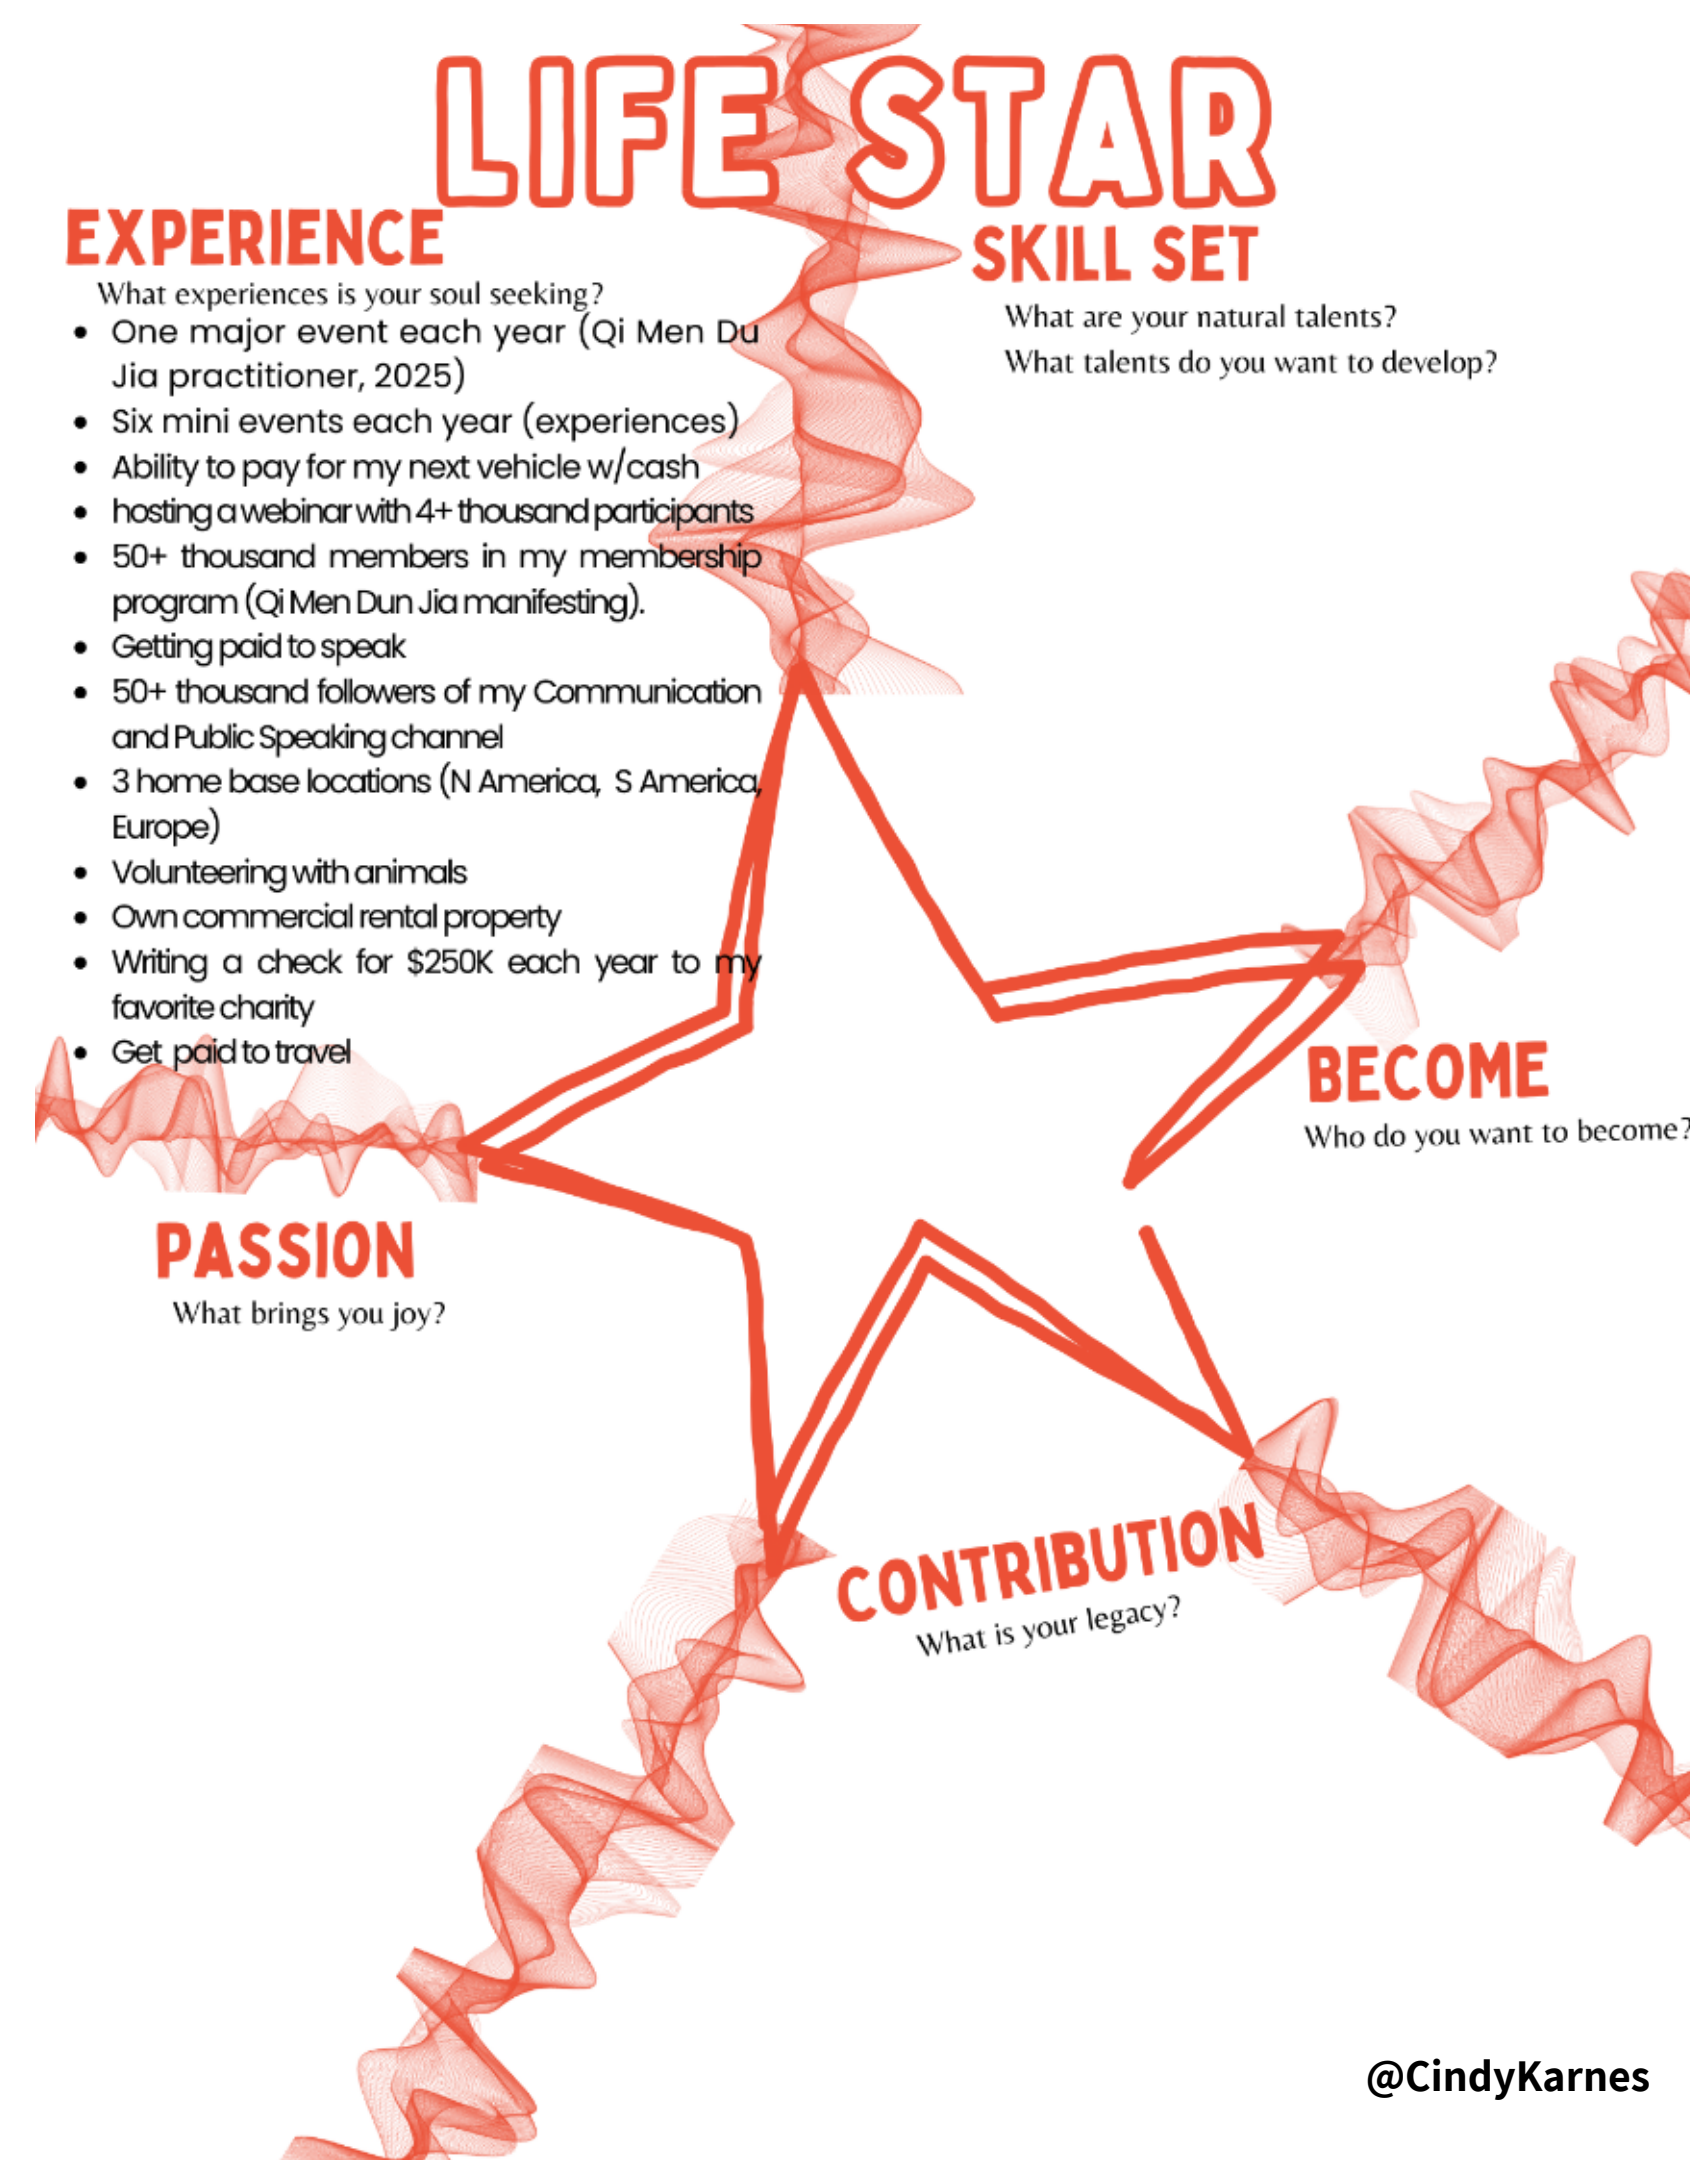 LIFE STAR
EXPERIENCE
What experiences is your soul seeking?
• One major event each year (Qi Men Du
Jia practitioner, 2025)
• Six mini events each year (experiences)
• Ability to pay for my next vehicle w/cash
• hosting a webinar with 4+ thousand participants
• 50+ thousand members in my membership
program (Qi Men Dun Jia manifesting).
• Getting paid to speak
• 50+ thousand followers of my Communication
and Public Speaking channel
• 3 home base locations (N America, S America,
Europe)
• Volunteering with animals
• Own commercial rental property
• Writing a check for $250K each year to my
favorite charity
• Get paid to travel
SKILL SET
What are your natural talents?
What talents do you want to develop?
BECOME
Who do you want to become?
PASSION
What brings you joy?
CONTRIBUTION
What is your legacy?
@CindyKarnes